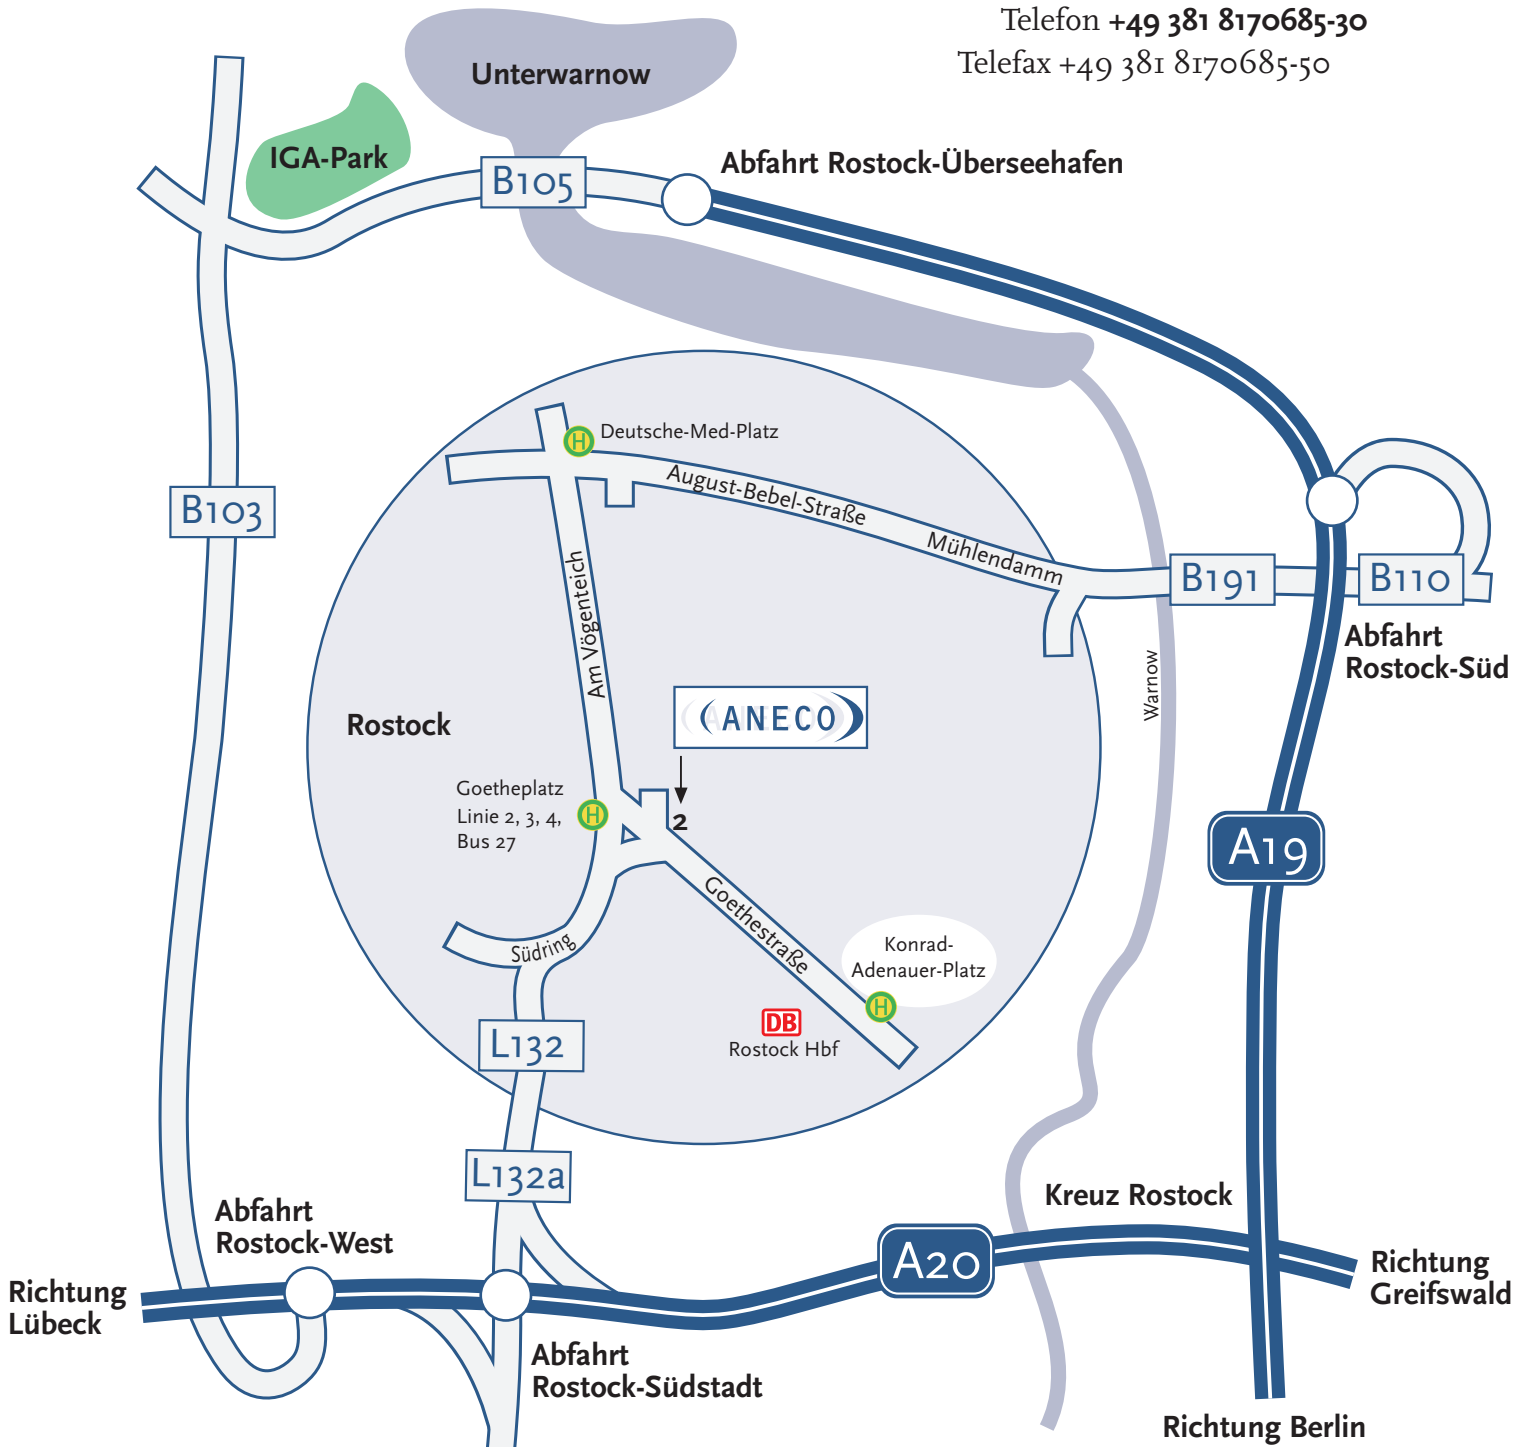 Telefon +49 381 8170685-30
Telefax +49 381 8170685-50
Unterwarnow
IGA-Park
B105
Abfahrt Rostock-Überseehafen
Deutsche-Med-Platz
August-Bebel-Straße
Mühlendamm
B103
B191
B110
Am Vögenteich
Abfahrt
Rostock-Süd
Warnow
Rostock
ANECO
Goetheplatz
Linie 2, 3, 4,
Bus 27
H
H
H
2
A19
Goethestraße
Südring
Konrad-
Adenauer-Platz
DB
Rostock Hbf
L132
L132a
Kreuz Rostock
Abfahrt
Rostock-West
A20
Richtung
Lübeck
Richtung
Greifswald
Abfahrt
Rostock-Südstadt
Richtung Berlin